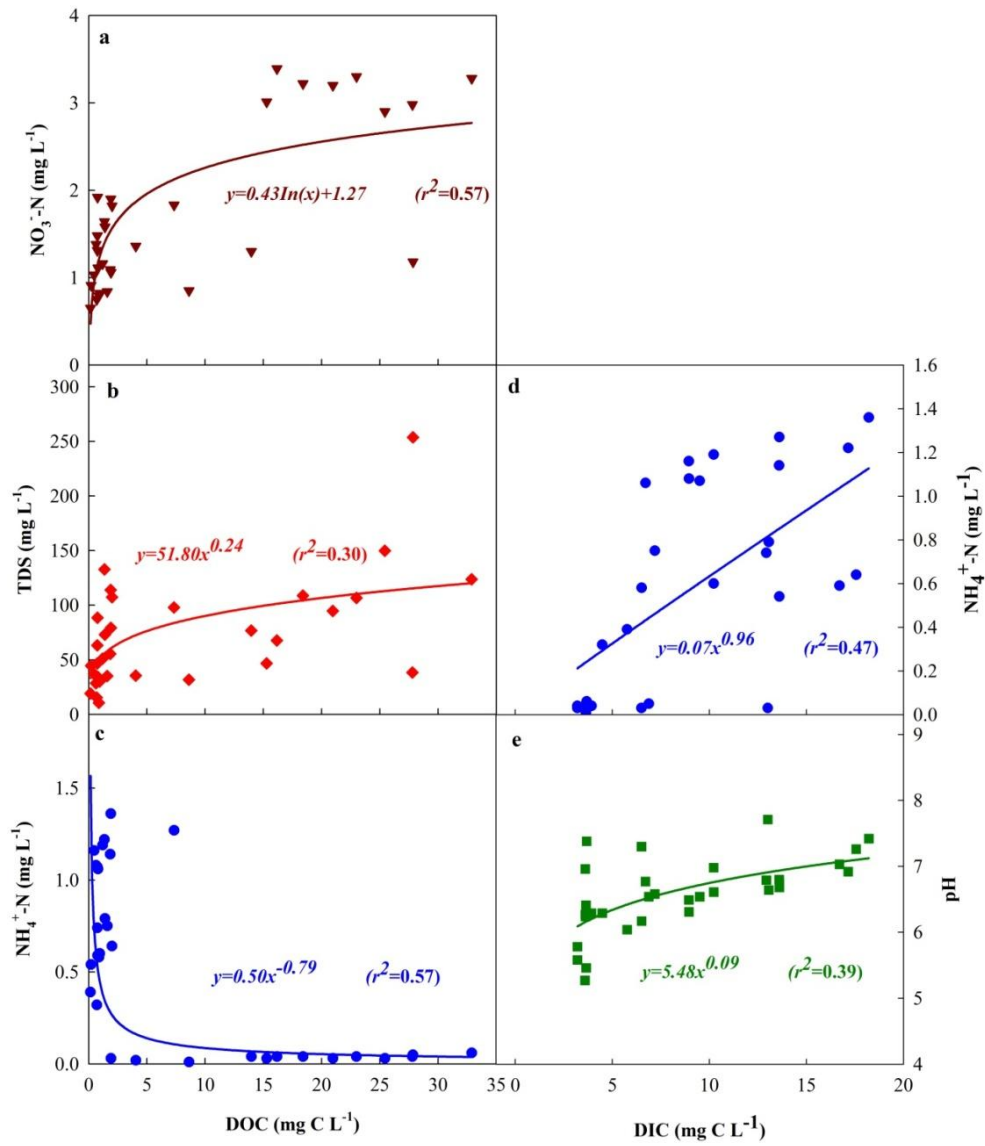 a
4
3
2
1
0
NO₃⁻-N (mg L⁻¹)
y=0.43In(x)+1.27 (r²=0.57)
b
300
250
200
150
100
50
0
TDS (mg L⁻¹)
y=51.80x⁰·²⁴ (r²=0.30)
d
1.6
1.4
1.2
1.0
0.8
0.6
0.4
0.2
0.0
NH₄⁺-N (mg L⁻¹)
y=0.07x⁰·⁹⁶ (r²=0.47)
c
1.5
1.0
0.5
0.0
NH₄⁺-N (mg L⁻¹)
y=0.50x⁻⁰·⁷⁹ (r²=0.57)
0 5 10 15 20 25 30 35
DOC (mg C L⁻¹)
e
9
8
7
6
5
4
pH
y=5.48x⁰·⁰⁹ (r²=0.39)
0 5 10 15 20
DIC (mg C L⁻¹)